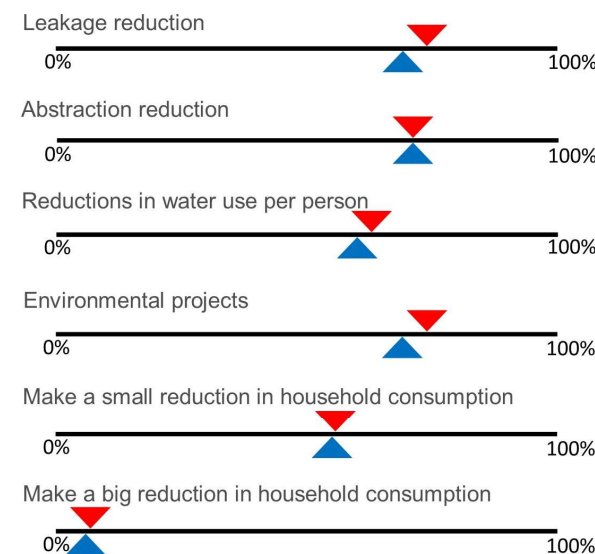 Leakage reduction
0% 100%
Abstraction reduction
0% 100%
Reductions in water use per person
0% 100%
Environmental projects
0% 100%
Make a small reduction in household consumption
0% 100%
Make a big reduction in household consumption
0% 100%